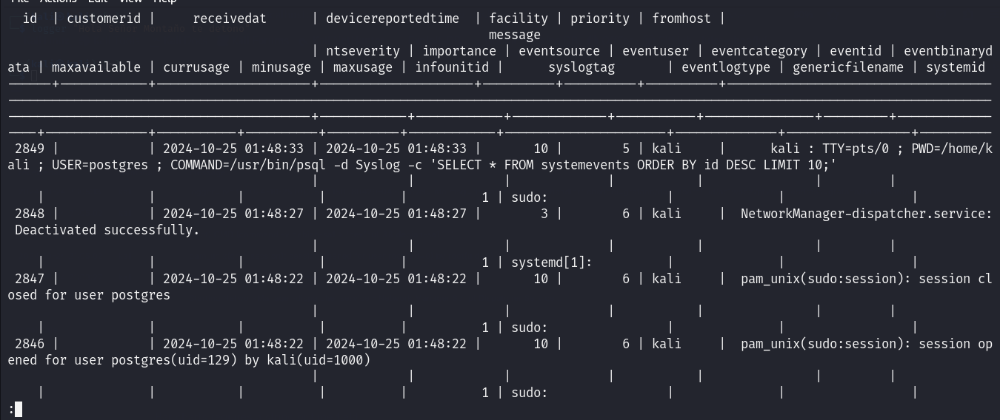 File Actions Edit View Help
id | customerid | receivedat | devicereportedtime | facility | priority | fromhost |
message
| ntseverity | importance | eventsource | eventuser | eventcategory | eventid | eventbinaryd
ata | maxavailable | currusage | minusage | maxusage | infounitid | syslogtag | eventlogtype | genericfilename | systemid
2849 | | 2024-10-25 01:48:33 | 2024-10-25 01:48:33 | 10 | 5 | kali | kali : TTY=pts/0 ; PWD=/home/k
ali ; USER=postgres ; COMMAND=/usr/bin/psql -d Syslog -c 'SELECT * FROM systemevents ORDER BY id DESC LIMIT 10;'
| | | | | | |
| | | | | 1 | sudo: | | |
2848 | | 2024-10-25 01:48:27 | 2024-10-25 01:48:27 | 3 | 6 | kali | NetworkManager-dispatcher.service:
Deactivated successfully.
| | | | | | |
| | | | | 1 | systemd[1]: | | |
2847 | | 2024-10-25 01:48:22 | 2024-10-25 01:48:22 | 10 | 6 | kali | pam_unix(sudo:session): session cl
osed for user postgres
| | | | | | |
| | | | | 1 | sudo: | | |
2846 | | 2024-10-25 01:48:22 | 2024-10-25 01:48:22 | 10 | 6 | kali | pam_unix(sudo:session): session op
ened for user postgres(uid=129) by kali(uid=1000)
| | | | | | |
| | | | | 1 | sudo: | | |
: